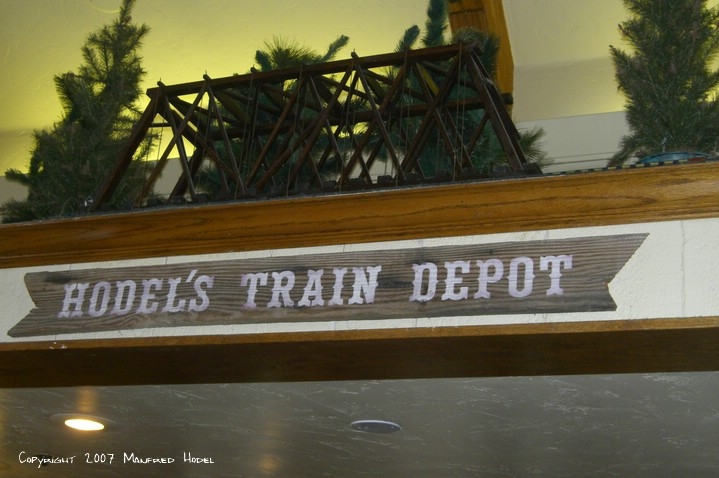 HODEL'S TRAIN DEPOT
Copyright 2007 Manfred Hodel